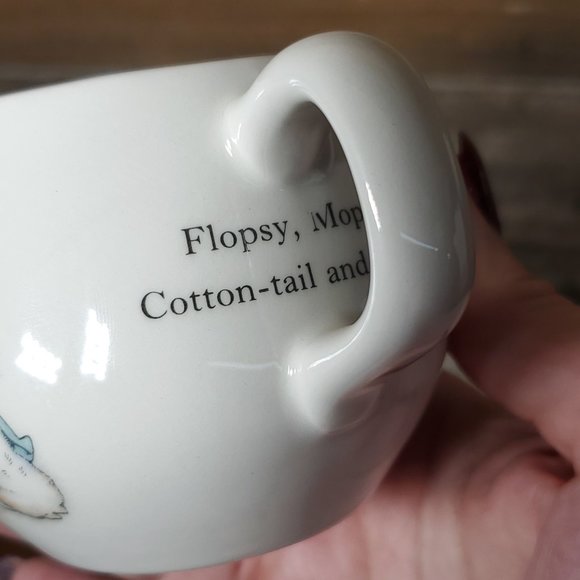 Flopsy, Mop
Cotton-tail and